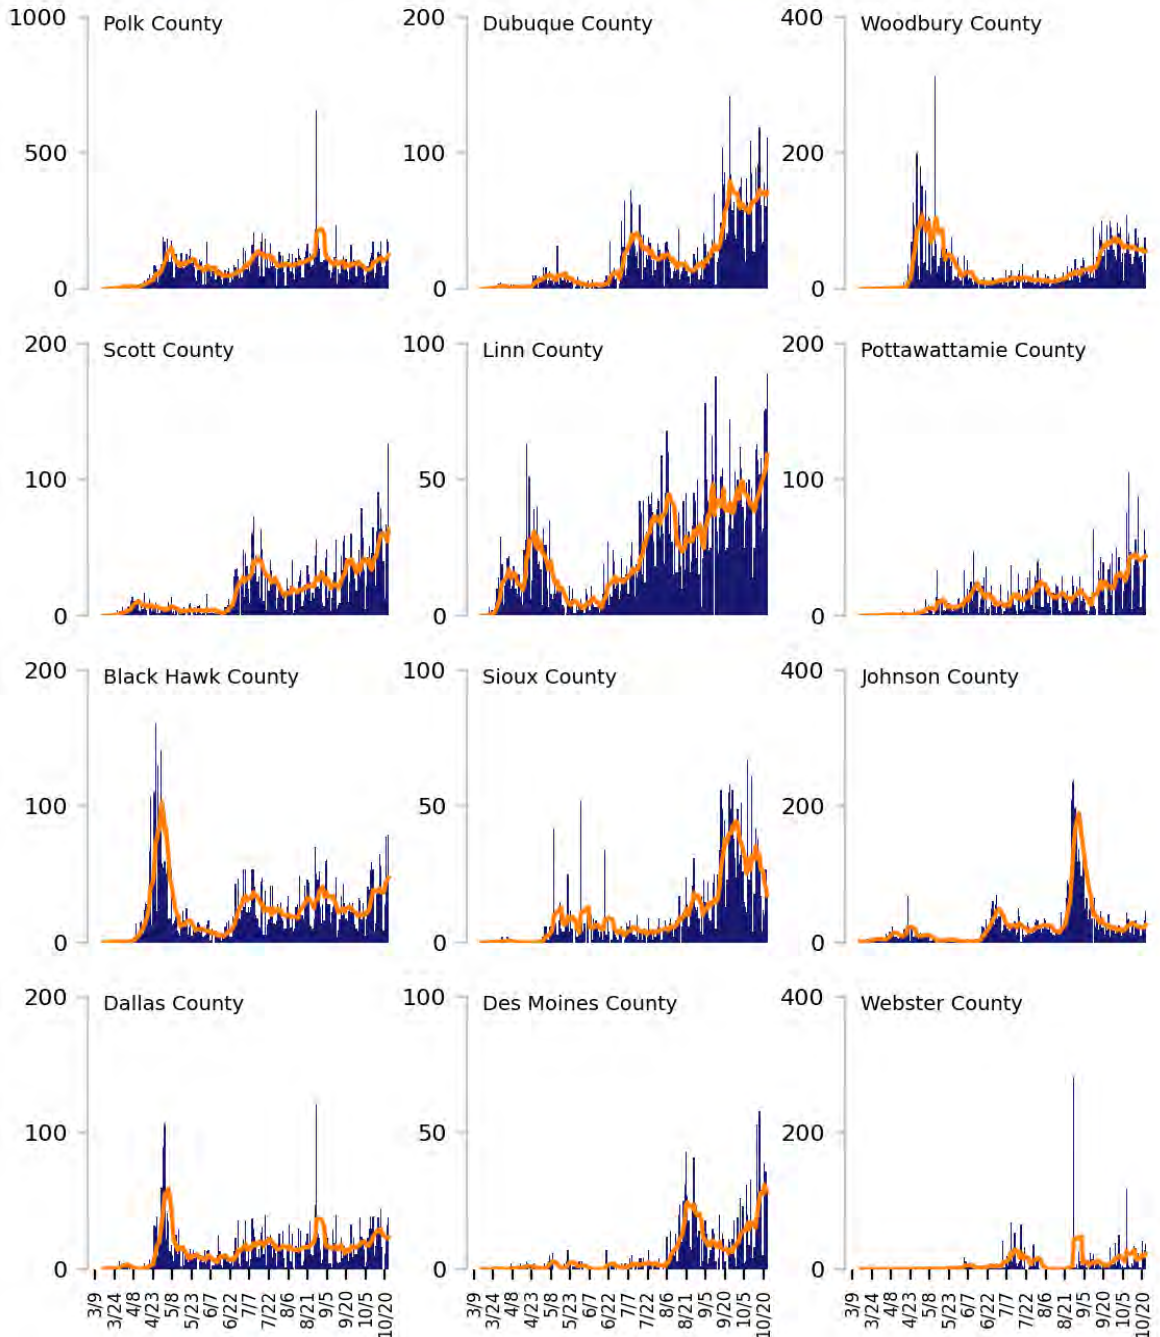 1000 Polk County 200 Dubuque County 400 Woodbury County
500 100 200
0 0 0
200 Scott County 100 Linn County 200 Pottawattamie County
100 50 100
0 0 0
200 Black Hawk County 100 Sioux County 400 Johnson County
100 50 200
0 0 0
200 Dallas County 100 Des Moines County 400 Webster County
100 50 200
0 0 0
3/9 3/24 4/8 4/23 5/8 5/23 6/7 6/22 7/7 7/22 8/6 8/21 9/5 9/20 10/5 10/20 3/9 3/24 4/8 4/23 5/8 5/23 6/7 6/22 7/7 7/22 8/6 8/21 9/5 9/20 10/5 10/20 3/9 3/24 4/8 4/23 5/8 5/23 6/7 6/22 7/7 7/22 8/6 8/21 9/5 9/20 10/5 10/20